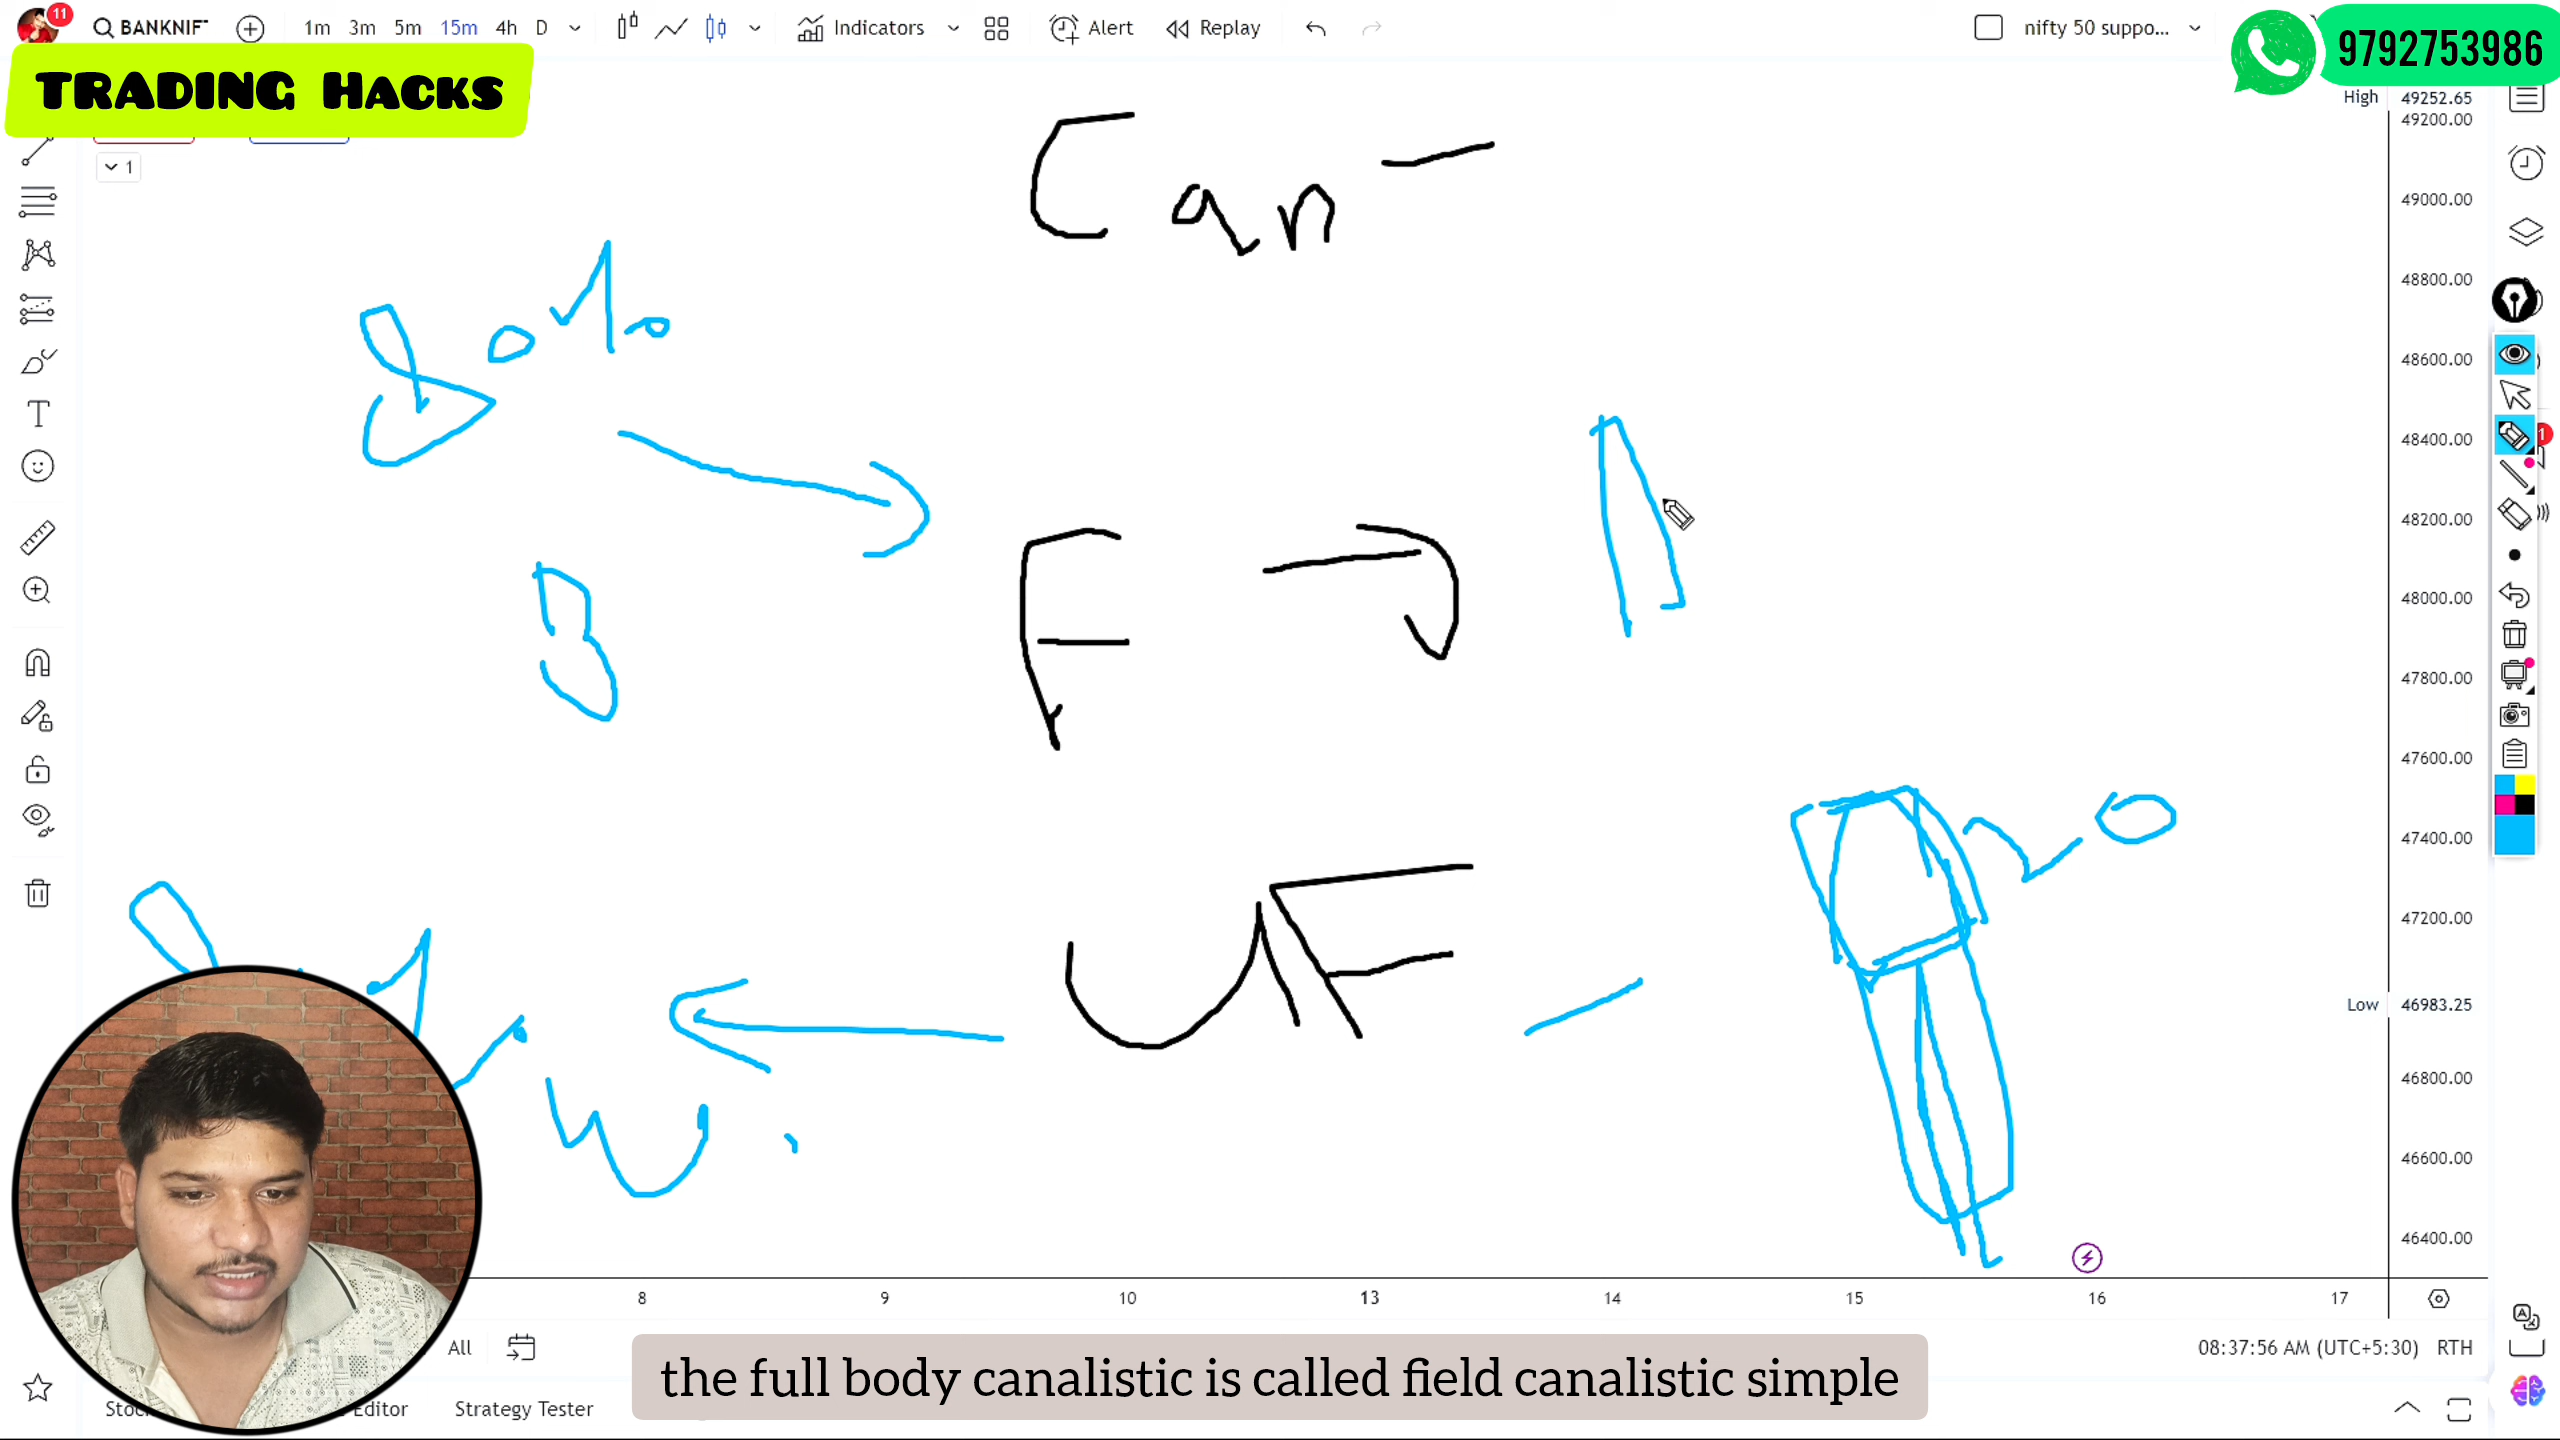 11
BANKNIF
1m 3m 5m 15m 4h D
Indicators
Alert
Replay
nifty 50 suppo...
9792753986
TRADING HACKS
1
High 49252.65
49200.00
49000.00
48800.00
48600.00
48400.00
48200.00
48000.00
47800.00
47600.00
47400.00
47200.00
Low 46983.25
46800.00
46600.00
46400.00
1
Can
F
UF
8 9 10 13 14 15 16 17
All
08:37:56 AM (UTC+5:30) RTH
the full body canalistic is called field canalistic simple
Editor
Strategy Tester